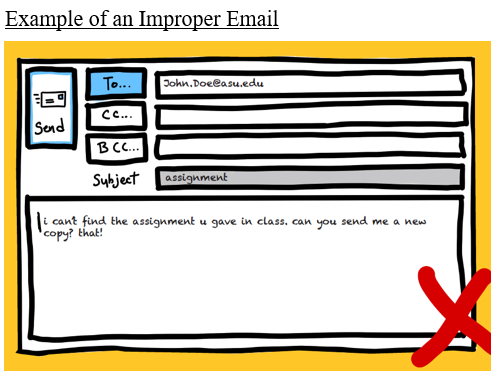 Example of an Improper Email
To...
John.Doe@asu.edu
Send
CC...
BCC...
Subject
assignment
i can't find the assignment u gave in class. can you send me a new
copy? that!